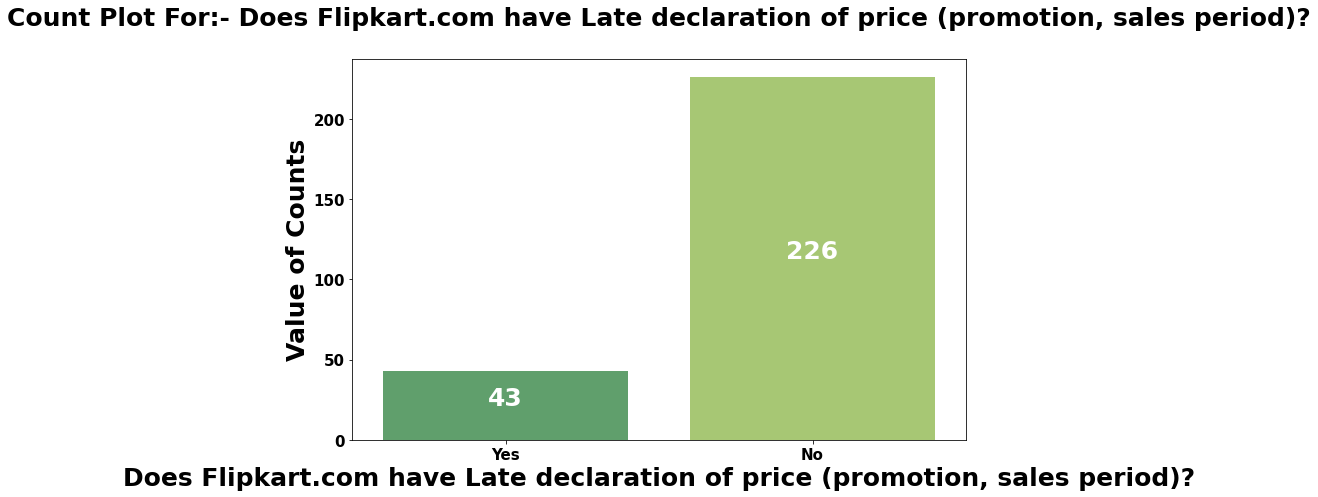 Count Plot For:- Does Flipkart.com have Late declaration of price (promotion, sales period)?
Value of Counts
200
150
100
50
0
226
43
Yes
No
Does Flipkart.com have Late declaration of price (promotion, sales period)?